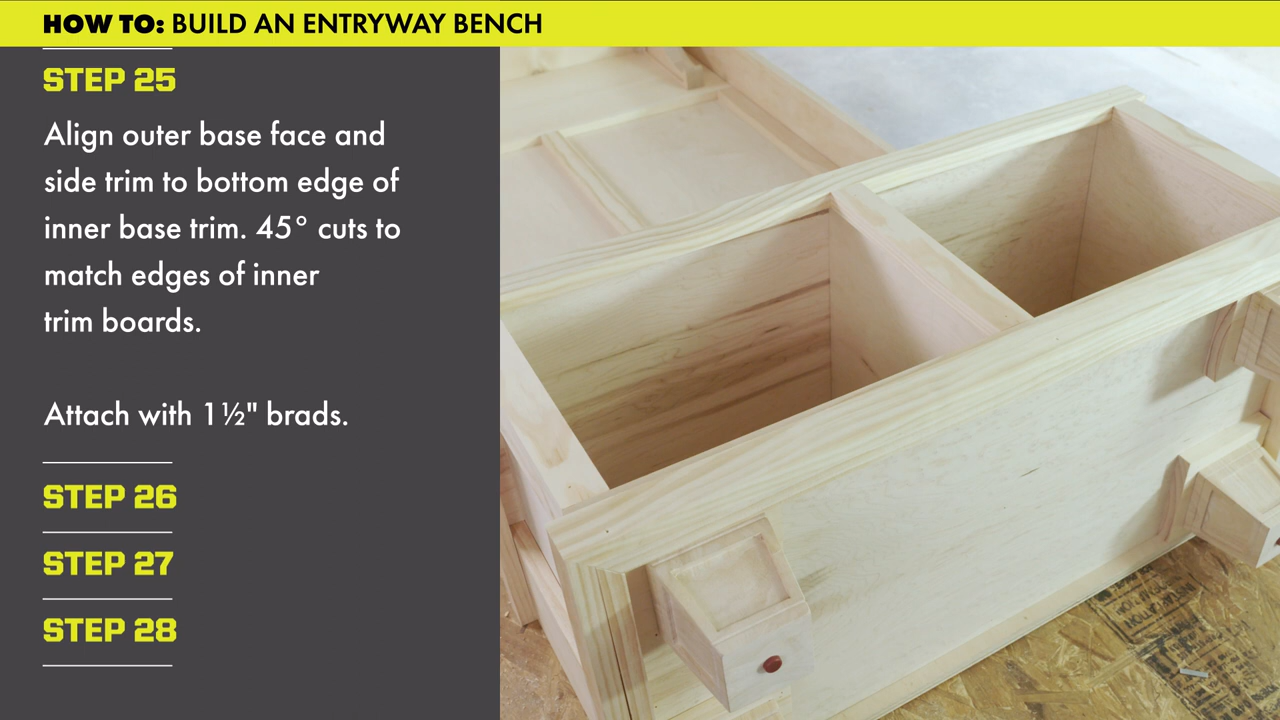 HOW TO: BUILD AN ENTRYWAY BENCH
STEP 25
Align outer base face and
side trim to bottom edge of
inner base trim. 45° cuts to
match edges of inner
trim boards.
Attach with 1½" brads.
STEP 26
STEP 27
STEP 28